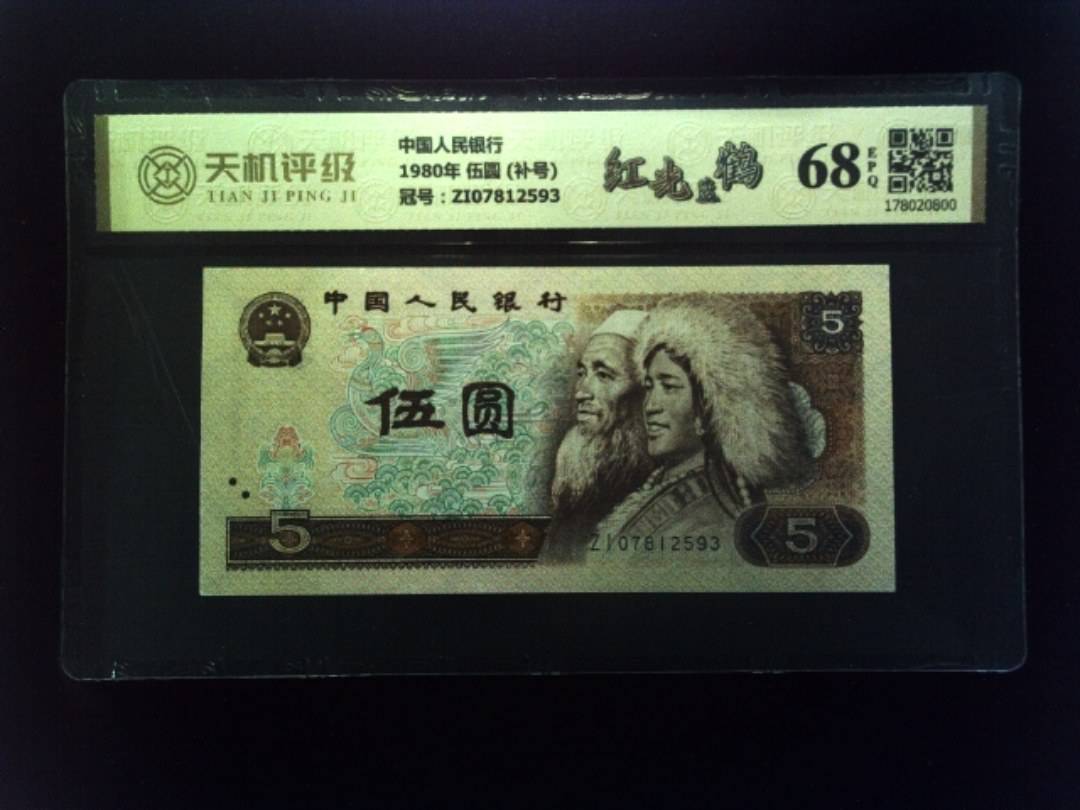 天机评级
TIAN JI PING JI
中国人民银行
1980年 伍圆 (补号)
冠号：ZI07812593
红光蓝鹤
68
EPQ
178020800
中国人民银行
5
伍圆
5
ZI07812593
5